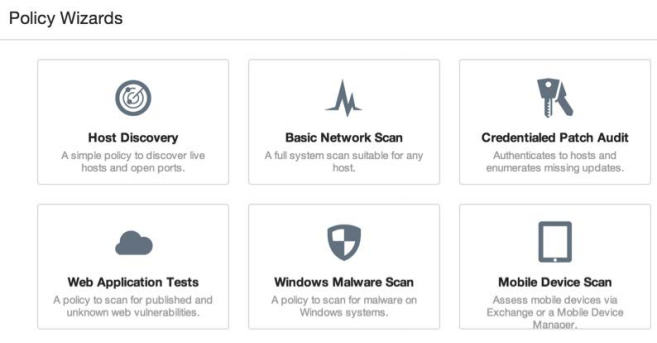 Policy Wizards
Host Discovery
A simple policy to discover live
hosts and open ports.
Basic Network Scan
A full system scan suitable for any
host.
Credentialed Patch Audit
Authenticates to hosts and
enumerates missing updates.
Web Application Tests
A policy to scan for published and
unknown web vulnerabilities.
Windows Malware Scan
A policy to scan for malware on
Windows systems.
Mobile Device Scan
Assess mobile devices via
Exchange or a Mobile Device
Manager.